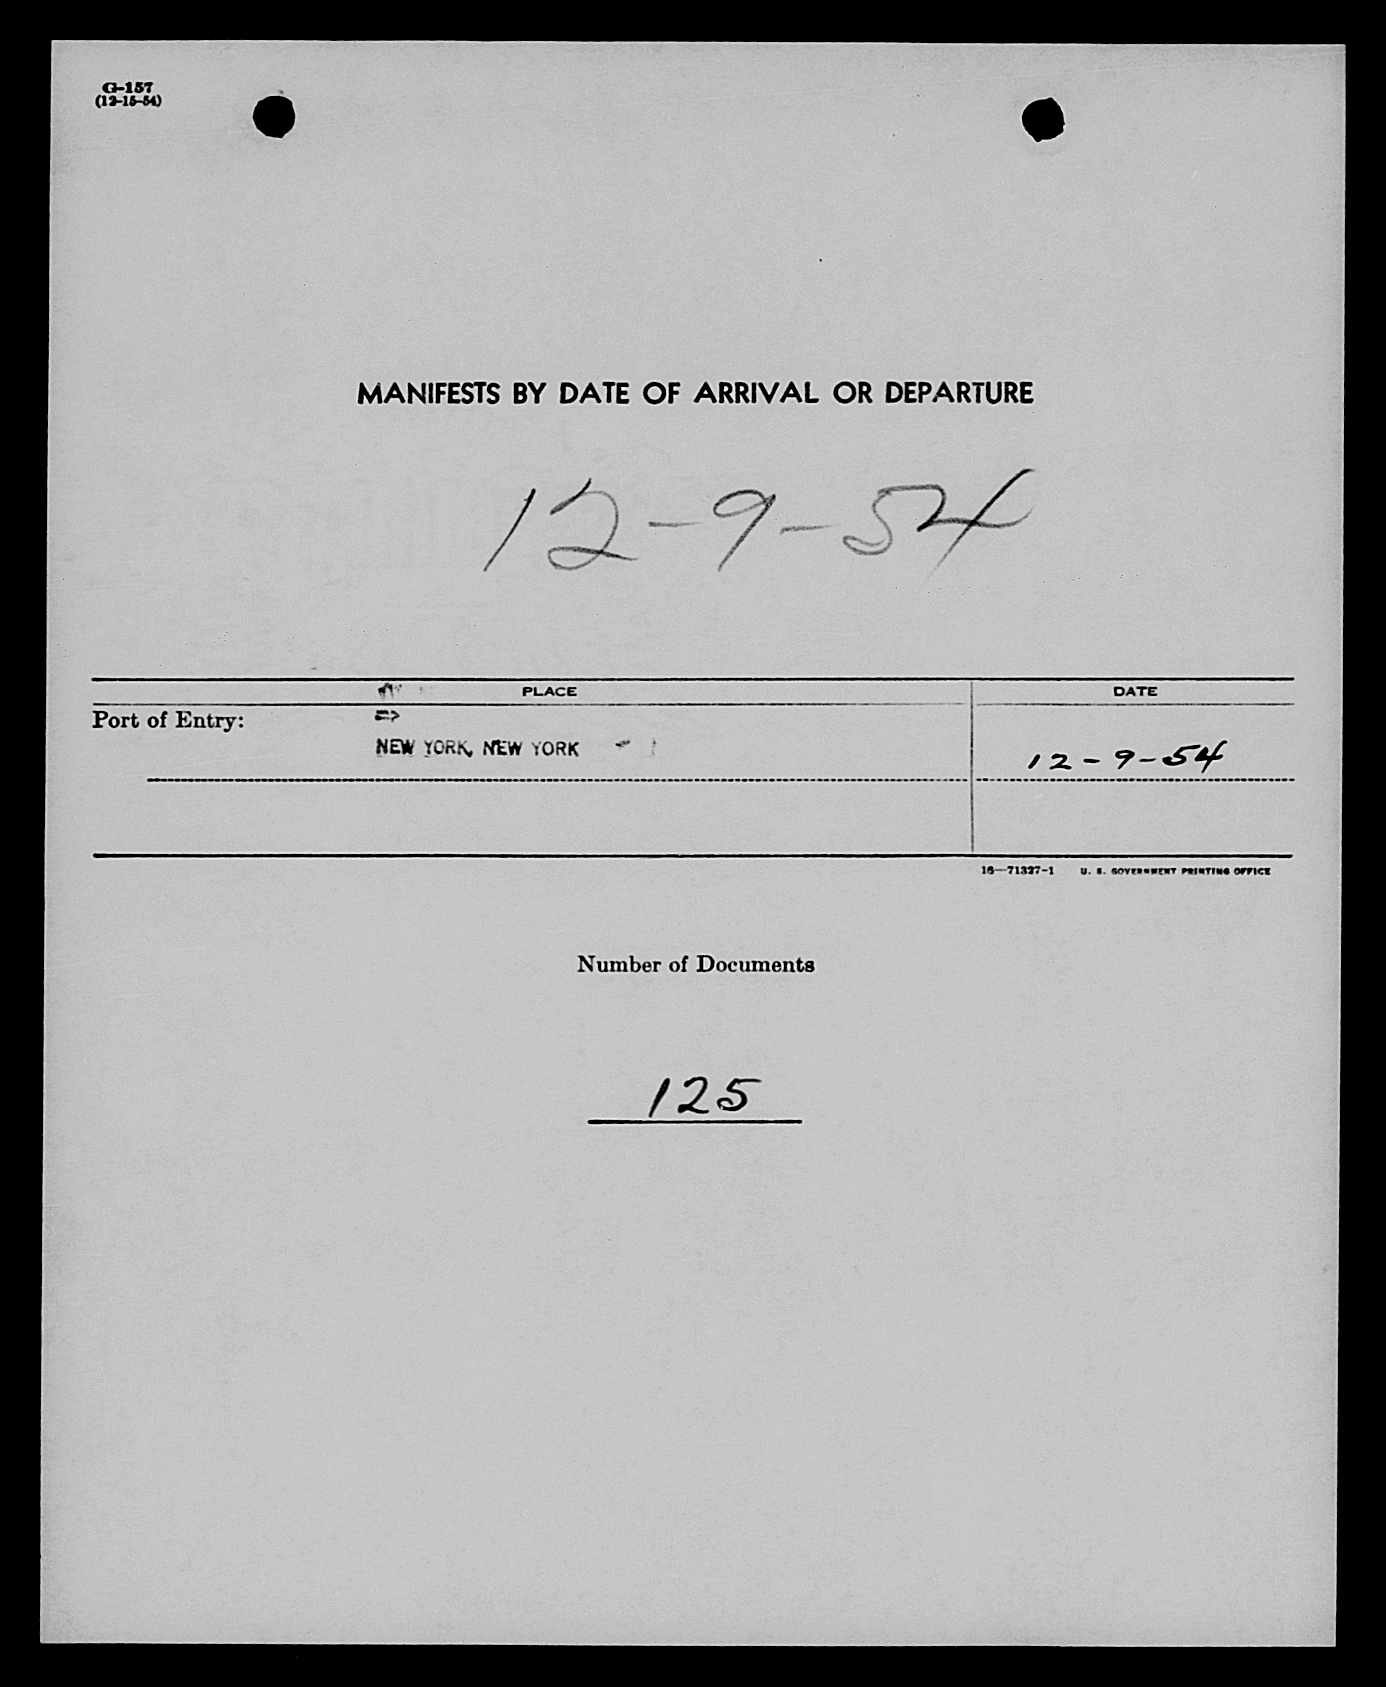 G-157
(12-15-54)
MANIFESTS BY DATE OF ARRIVAL OR DEPARTURE
12-9-54
PLACE DATE
Port of Entry:
NEW YORK, NEW YORK 12-9-54
16—71327-1 U. S. GOVERNMENT PRINTING OFFICE
Number of Documents
125